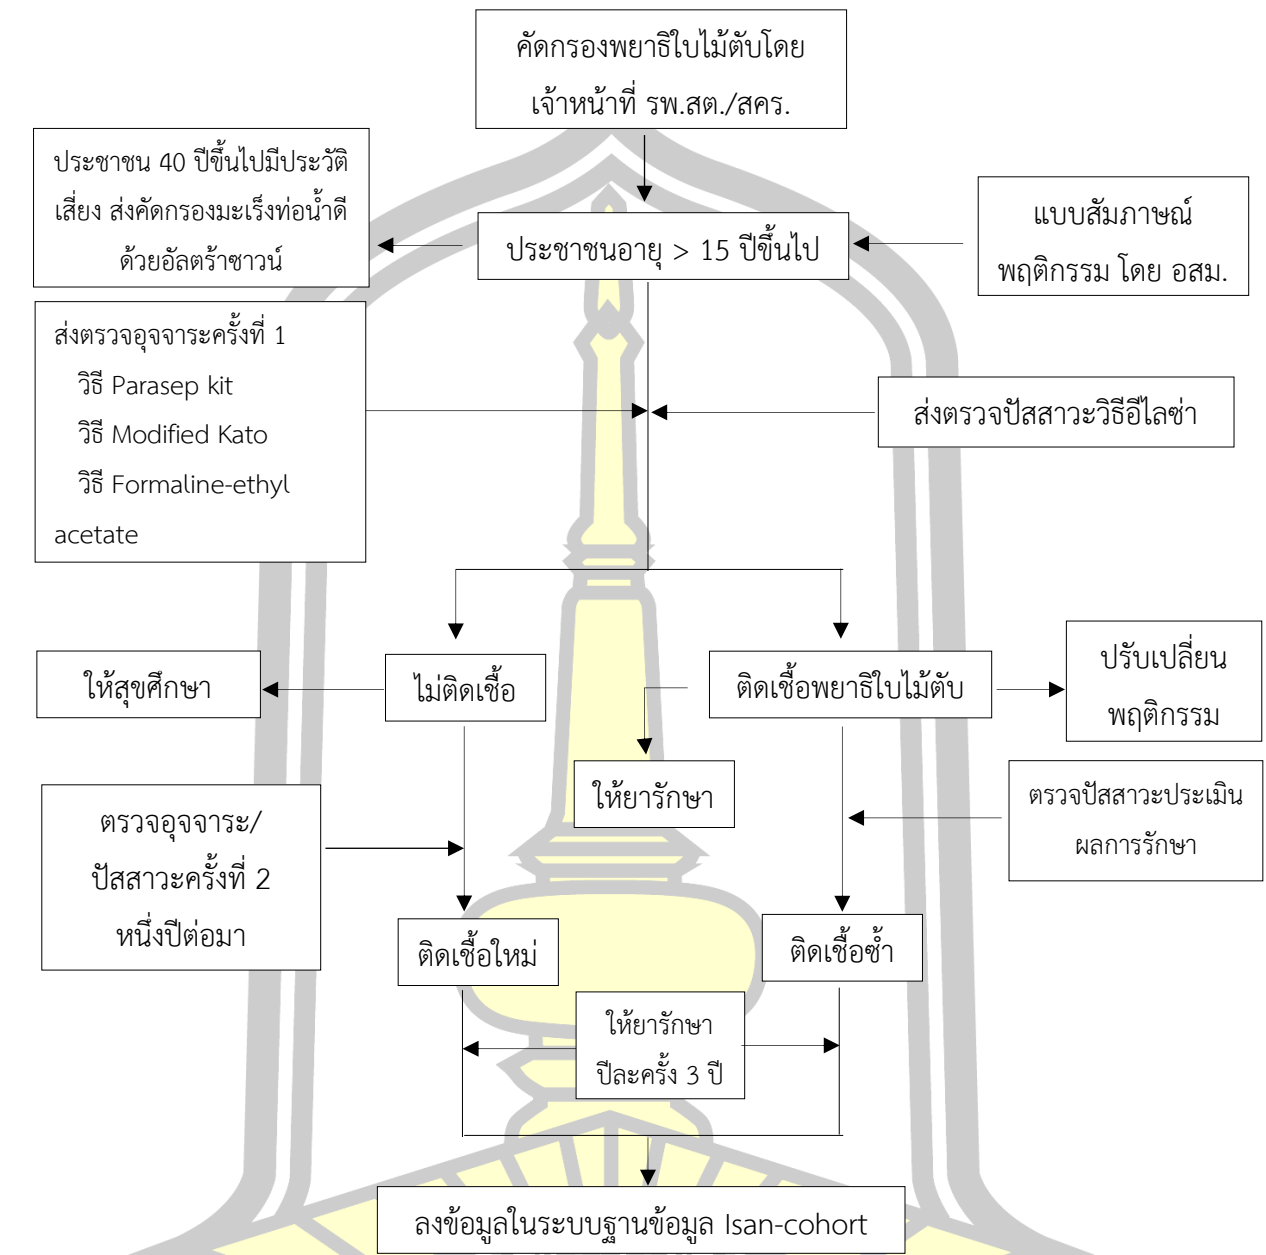 คัดกรองพยาธิใบไม้ตับโดย
เจ้าหน้าที่ รพ.สต./สคร.
ประชาชน 40 ปีขึ้นไปมีประวัติ
เสี่ยง ส่งคัดกรองมะเร็งท่อน้ำดี
ด้วยอัลตร้าซาวน์
ประชาชนอายุ > 15 ปีขึ้นไป
แบบสัมภาษณ์
พฤติกรรม โดย อสม.
ส่งตรวจอุจจาระครั้งที่ 1
วิธี Parasep kit
วิธี Modified Kato
วิธี Formaline-ethyl
acetate
ส่งตรวจปัสสาวะวิธีอีไลซ่า
ให้สุขศึกษา
ไม่ติดเชื้อ
ติดเชื้อพยาธิใบไม้ตับ
ปรับเปลี่ยน
พฤติกรรม
ให้ยารักษา
ตรวจอุจจาระ/
ปัสสาวะครั้งที่ 2
หนึ่งปีต่อมา
ตรวจปัสสาวะประเมิน
ผลการรักษา
ติดเชื้อใหม่
ติดเชื้อซ้ำ
ให้ยารักษา
ปีละครั้ง 3 ปี
ลงข้อมูลในระบบฐานข้อมูล Isan-cohort